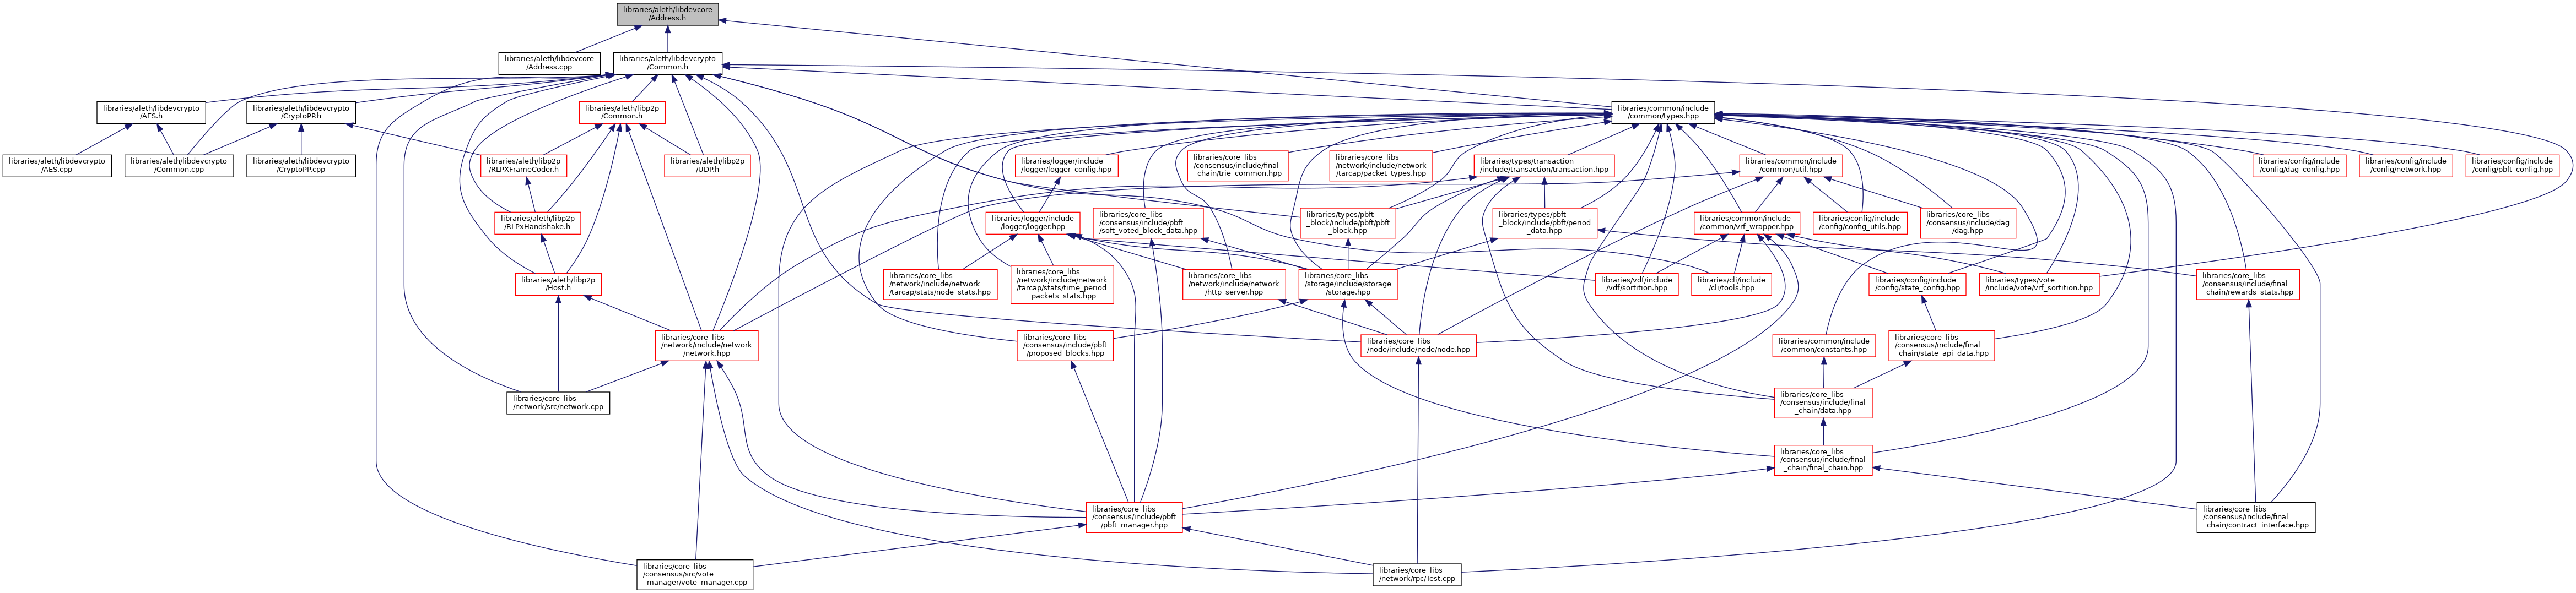 libraries/aleth/libdevcore
/Address.h
libraries/aleth/libdevcore
/Address.cpp
libraries/aleth/libdevcrypto
/Common.h
libraries/aleth/libdevcrypto
/AES.h
libraries/aleth/libdevcrypto
/CryptoPP.h
libraries/aleth/libp2p
/Common.h
libraries/common/include
/common/types.hpp
libraries/aleth/libdevcrypto
/AES.cpp
libraries/aleth/libdevcrypto
/Common.cpp
libraries/aleth/libdevcrypto
/CryptoPP.cpp
libraries/aleth/libp2p
/RLPXFrameCoder.h
libraries/aleth/libp2p
/UDP.h
libraries/logger/include
/logger/logger_config.hpp
libraries/core_libs
/consensus/include/final
_chain/trie_common.hpp
libraries/core_libs
/network/include/network
/tarcap/packet_types.hpp
libraries/types/transaction
/include/transaction/transaction.hpp
libraries/common/include
/common/util.hpp
libraries/config/include
/config/dag_config.hpp
libraries/config/include
/config/network.hpp
libraries/config/include
/config/pbft_config.hpp
libraries/aleth/libp2p
/RLPxHandshake.h
libraries/logger/include
/logger/logger.hpp
libraries/core_libs
/consensus/include/pbft
/soft_voted_block_data.hpp
libraries/types/pbft
_block/include/pbft/pbft
_block.hpp
libraries/types/pbft
_block/include/pbft/period
_data.hpp
libraries/common/include
/common/vrf_wrapper.hpp
libraries/config/include
/config/config_utils.hpp
libraries/core_libs
/consensus/include/dag
/dag.hpp
libraries/aleth/libp2p
/Host.h
libraries/core_libs
/network/include/network
/tarcap/stats/node_stats.hpp
libraries/core_libs
/network/include/network
/tarcap/stats/time_period
_packets_stats.hpp
libraries/core_libs
/network/include/network
/http_server.hpp
libraries/core_libs
/storage/include/storage
/storage.hpp
libraries/vdf/include
/vdf/sortition.hpp
libraries/cli/include
/cli/tools.hpp
libraries/config/include
/config/state_config.hpp
libraries/types/vote
/include/vote/vrf_sortition.hpp
libraries/core_libs
/consensus/include/final
_chain/rewards_stats.hpp
libraries/core_libs
/network/include/network
/network.hpp
libraries/core_libs
/consensus/include/pbft
/proposed_blocks.hpp
libraries/core_libs
/node/include/node/node.hpp
libraries/common/include
/common/constants.hpp
libraries/core_libs
/consensus/include/final
_chain/state_api_data.hpp
libraries/core_libs
/network/src/network.cpp
libraries/core_libs
/consensus/include/final
_chain/data.hpp
libraries/core_libs
/consensus/include/final
_chain/final_chain.hpp
libraries/core_libs
/consensus/include/pbft
/pbft_manager.hpp
libraries/core_libs
/consensus/include/final
_chain/contract_interface.hpp
libraries/core_libs
/consensus/src/vote
_manager/vote_manager.cpp
libraries/core_libs
/network/rpc/Test.cpp